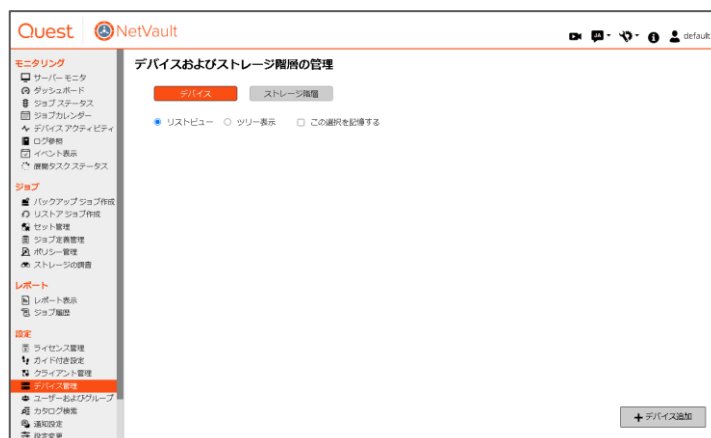 Quest NetVault
JA
default
モニタリング
サーバーモニタ
ダッシュボード
ジョブステータス
ジョブカレンダー
デバイス アクティビティ
ログ参照
イベント表示
展開タスク ステータス
ジョブ
バックアップ ジョブ作成
リストア ジョブ作成
セット管理
ジョブ定義管理
ポリシー管理
ストレージの調査
レポート
レポート表示
ジョブ履歴
設定
ライセンス管理
ガイド付き設定
クライアント管理
デバイス管理
ユーザーおよびグループ
カタログ検索
通知設定
設定変更
デバイスおよびストレージ階層の管理
デバイス ストレージ階層
リストビュー ツリー表示 この選択を記憶する
デバイス追加